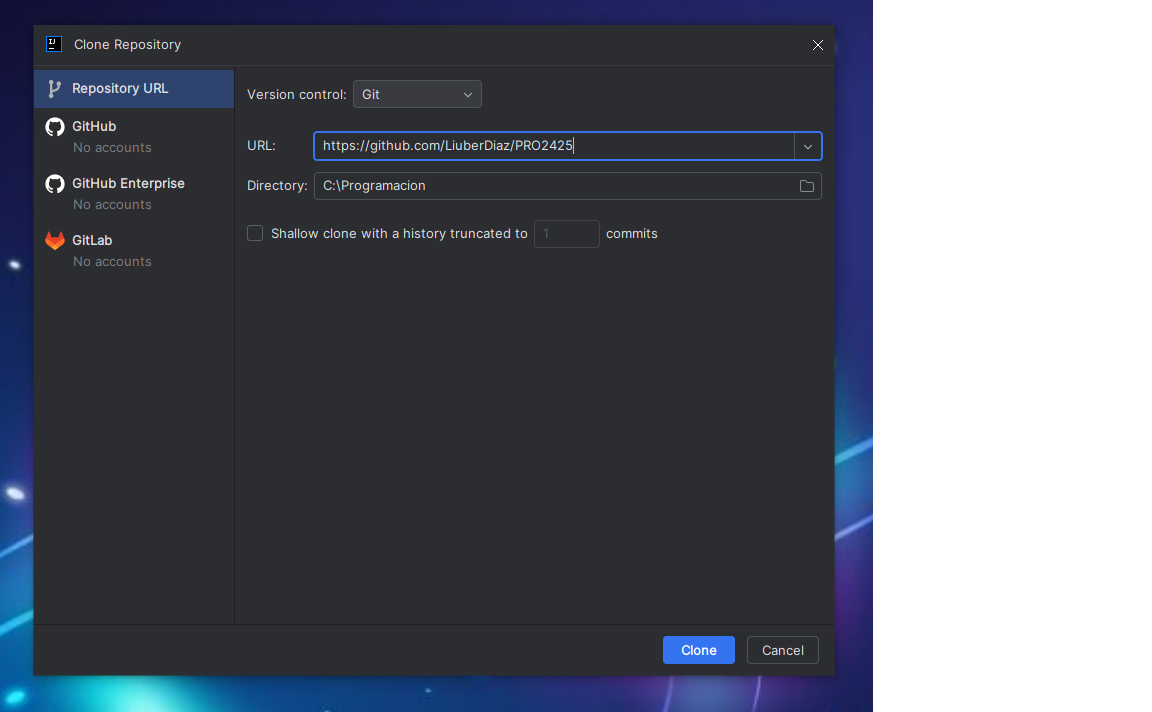 IJ
Clone Repository
Repository URL
GitHub
No accounts
GitHub Enterprise
No accounts
GitLab
No accounts
Version control: Git
URL: https://github.com/LiuberDiaz/PRO2425
Directory: C:\Programacion
Shallow clone with a history truncated to 1 commits
Clone
Cancel